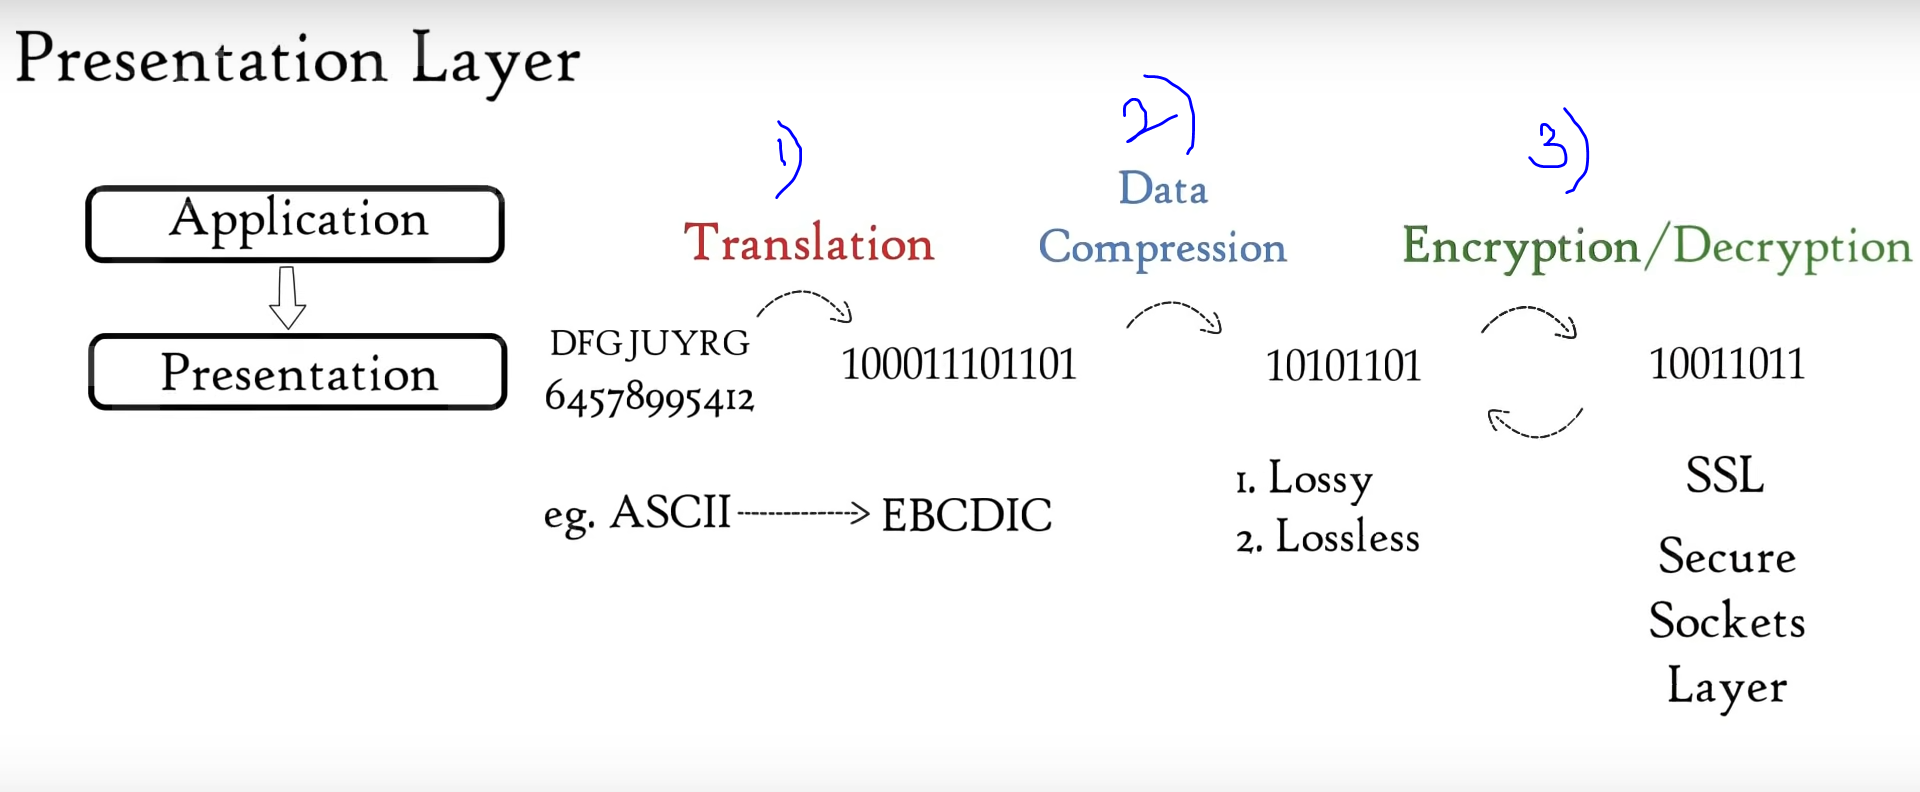 Presentation Layer
Application
Presentation
1)
Translation
DFGJUYRG
64578995412
100011101101
eg. ASCII
EBCDIC
2)
Data
Compression
10101101
1. Lossy
2. Lossless
3)
Encryption/Decryption
10011011
SSL
Secure
Sockets
Layer